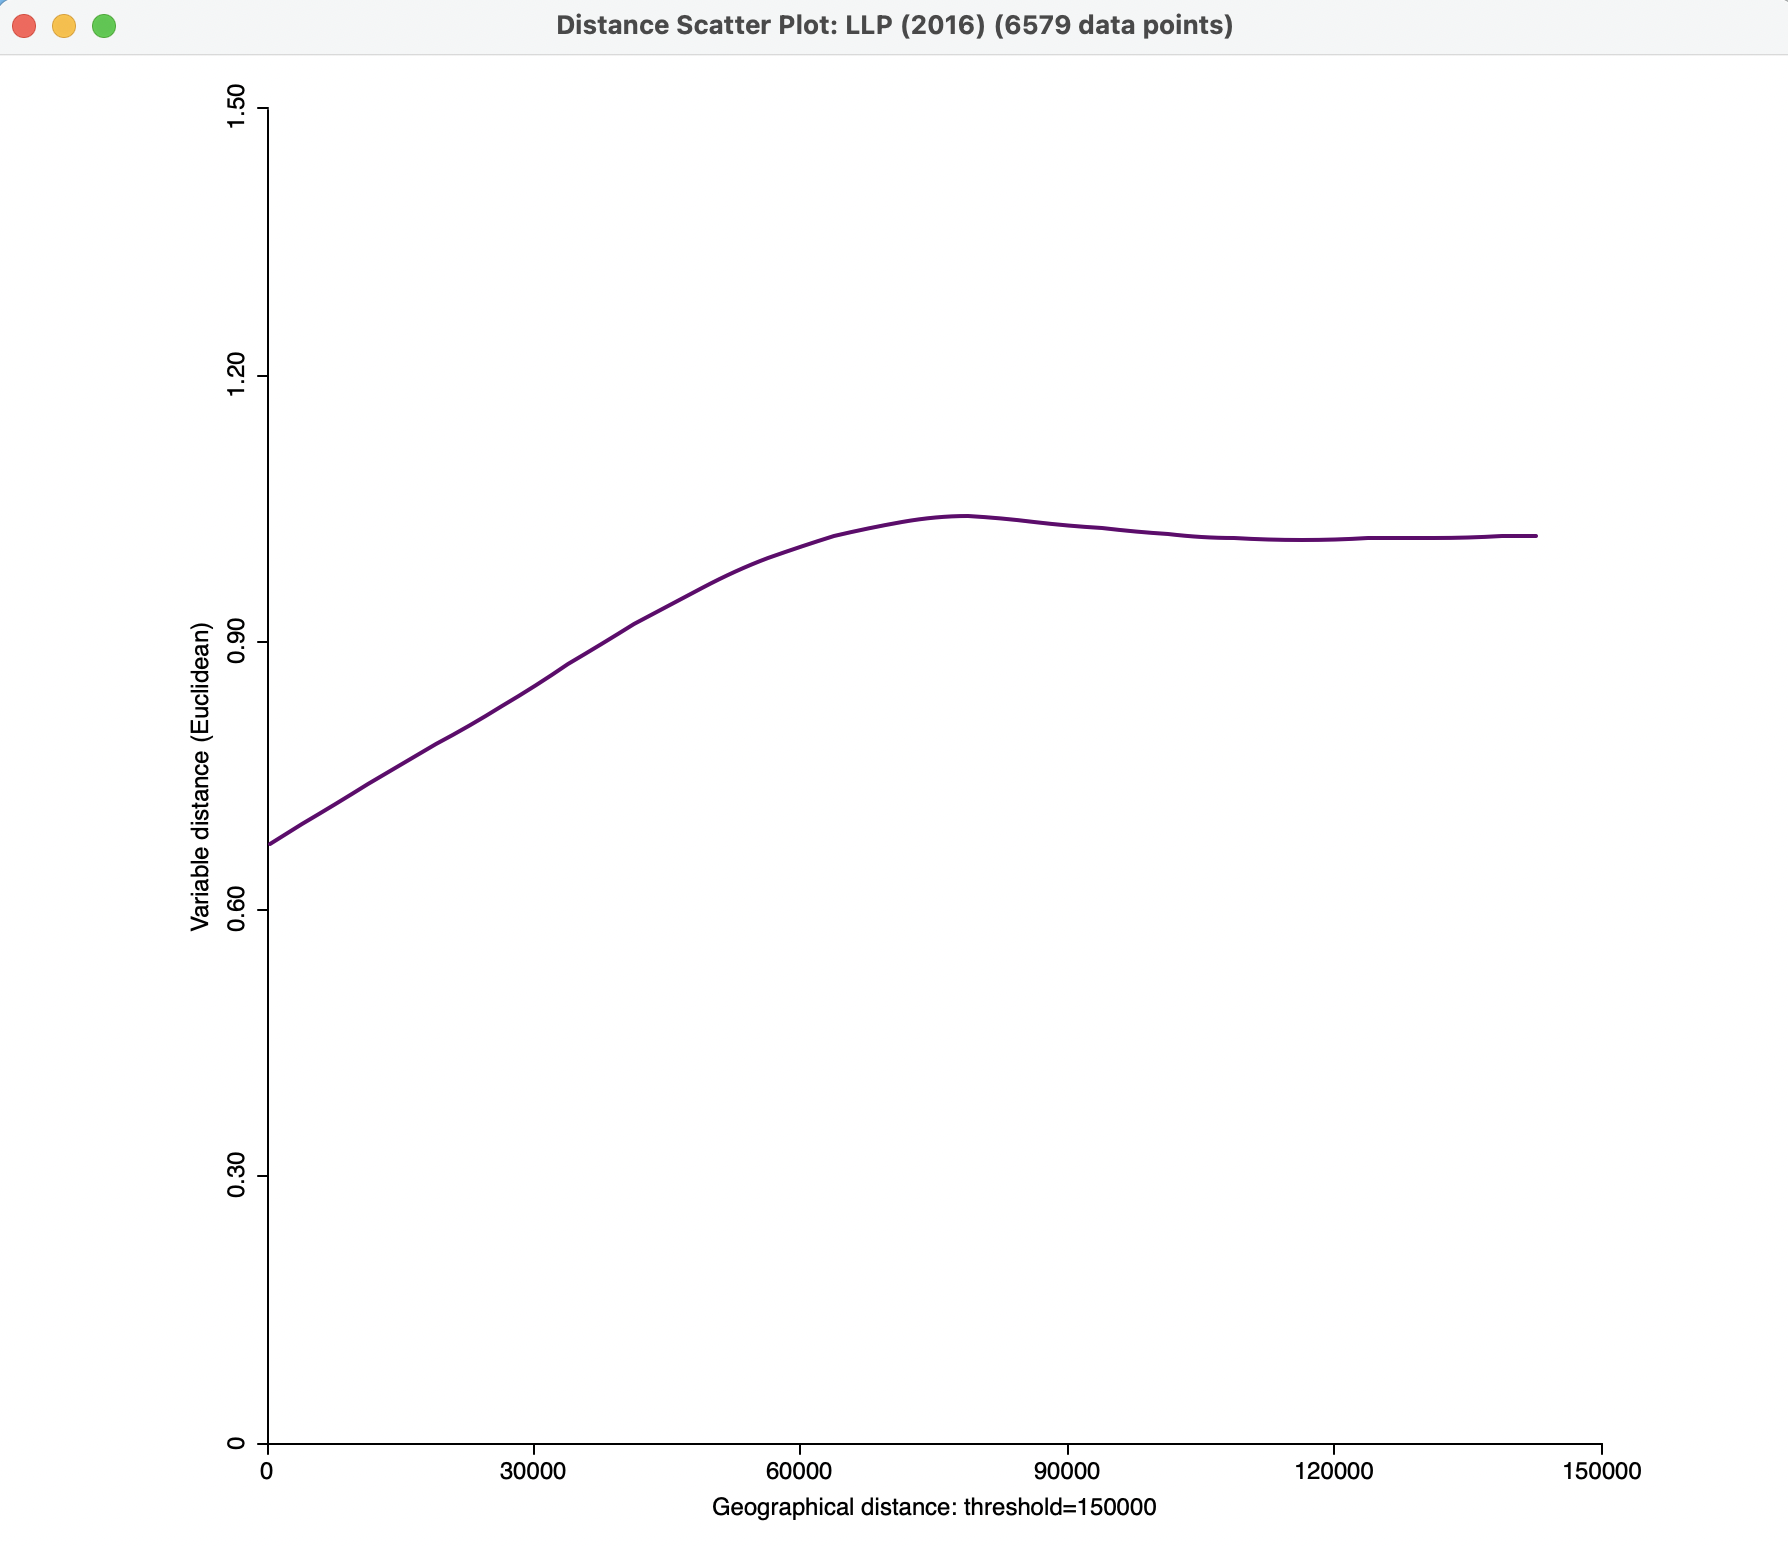 Distance Scatter Plot: LLP (2016) (6579 data points)
1.50
1.20
0.90
0.60
0.30
0
Variable distance (Euclidean)
0 30000 60000 90000 120000 150000
Geographical distance: threshold=150000